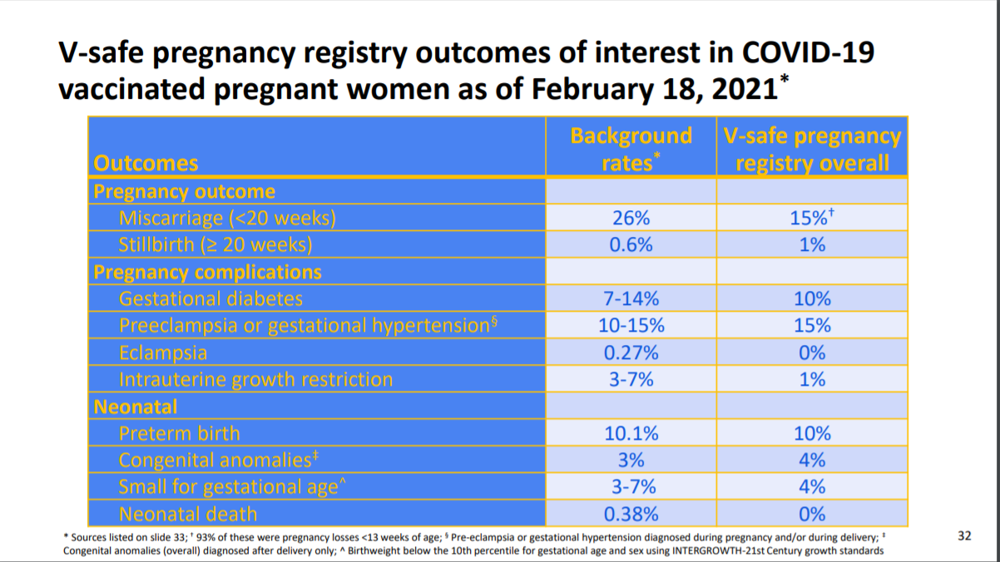 V-safe pregnancy registry outcomes of interest in COVID-19
vaccinated pregnant women as of February 18, 2021*
Outcomes
Background
rates*
V-safe pregnancy
registry overall
Pregnancy outcome
Miscarriage (<20 weeks) 26% 15%†
Stillbirth (≥ 20 weeks) 0.6% 1%
Pregnancy complications
Gestational diabetes 7-14% 10%
Preeclampsia or gestational hypertension§ 10-15% 15%
Eclampsia 0.27% 0%
Intrauterine growth restriction 3-7% 1%
Neonatal
Preterm birth 10.1% 10%
Congenital anomalies‡ 3% 4%
Small for gestational age^ 3-7% 4%
Neonatal death 0.38% 0%
* Sources listed on slide 33; † 93% of these were pregnancy losses <13 weeks of age; § Pre-eclampsia or gestational hypertension diagnosed during pregnancy and/or during delivery; ‡
Congenital anomalies (overall) diagnosed after delivery only; ^ Birthweight below the 10th percentile for gestational age and sex using INTERGROWTH-21st Century growth standards
32